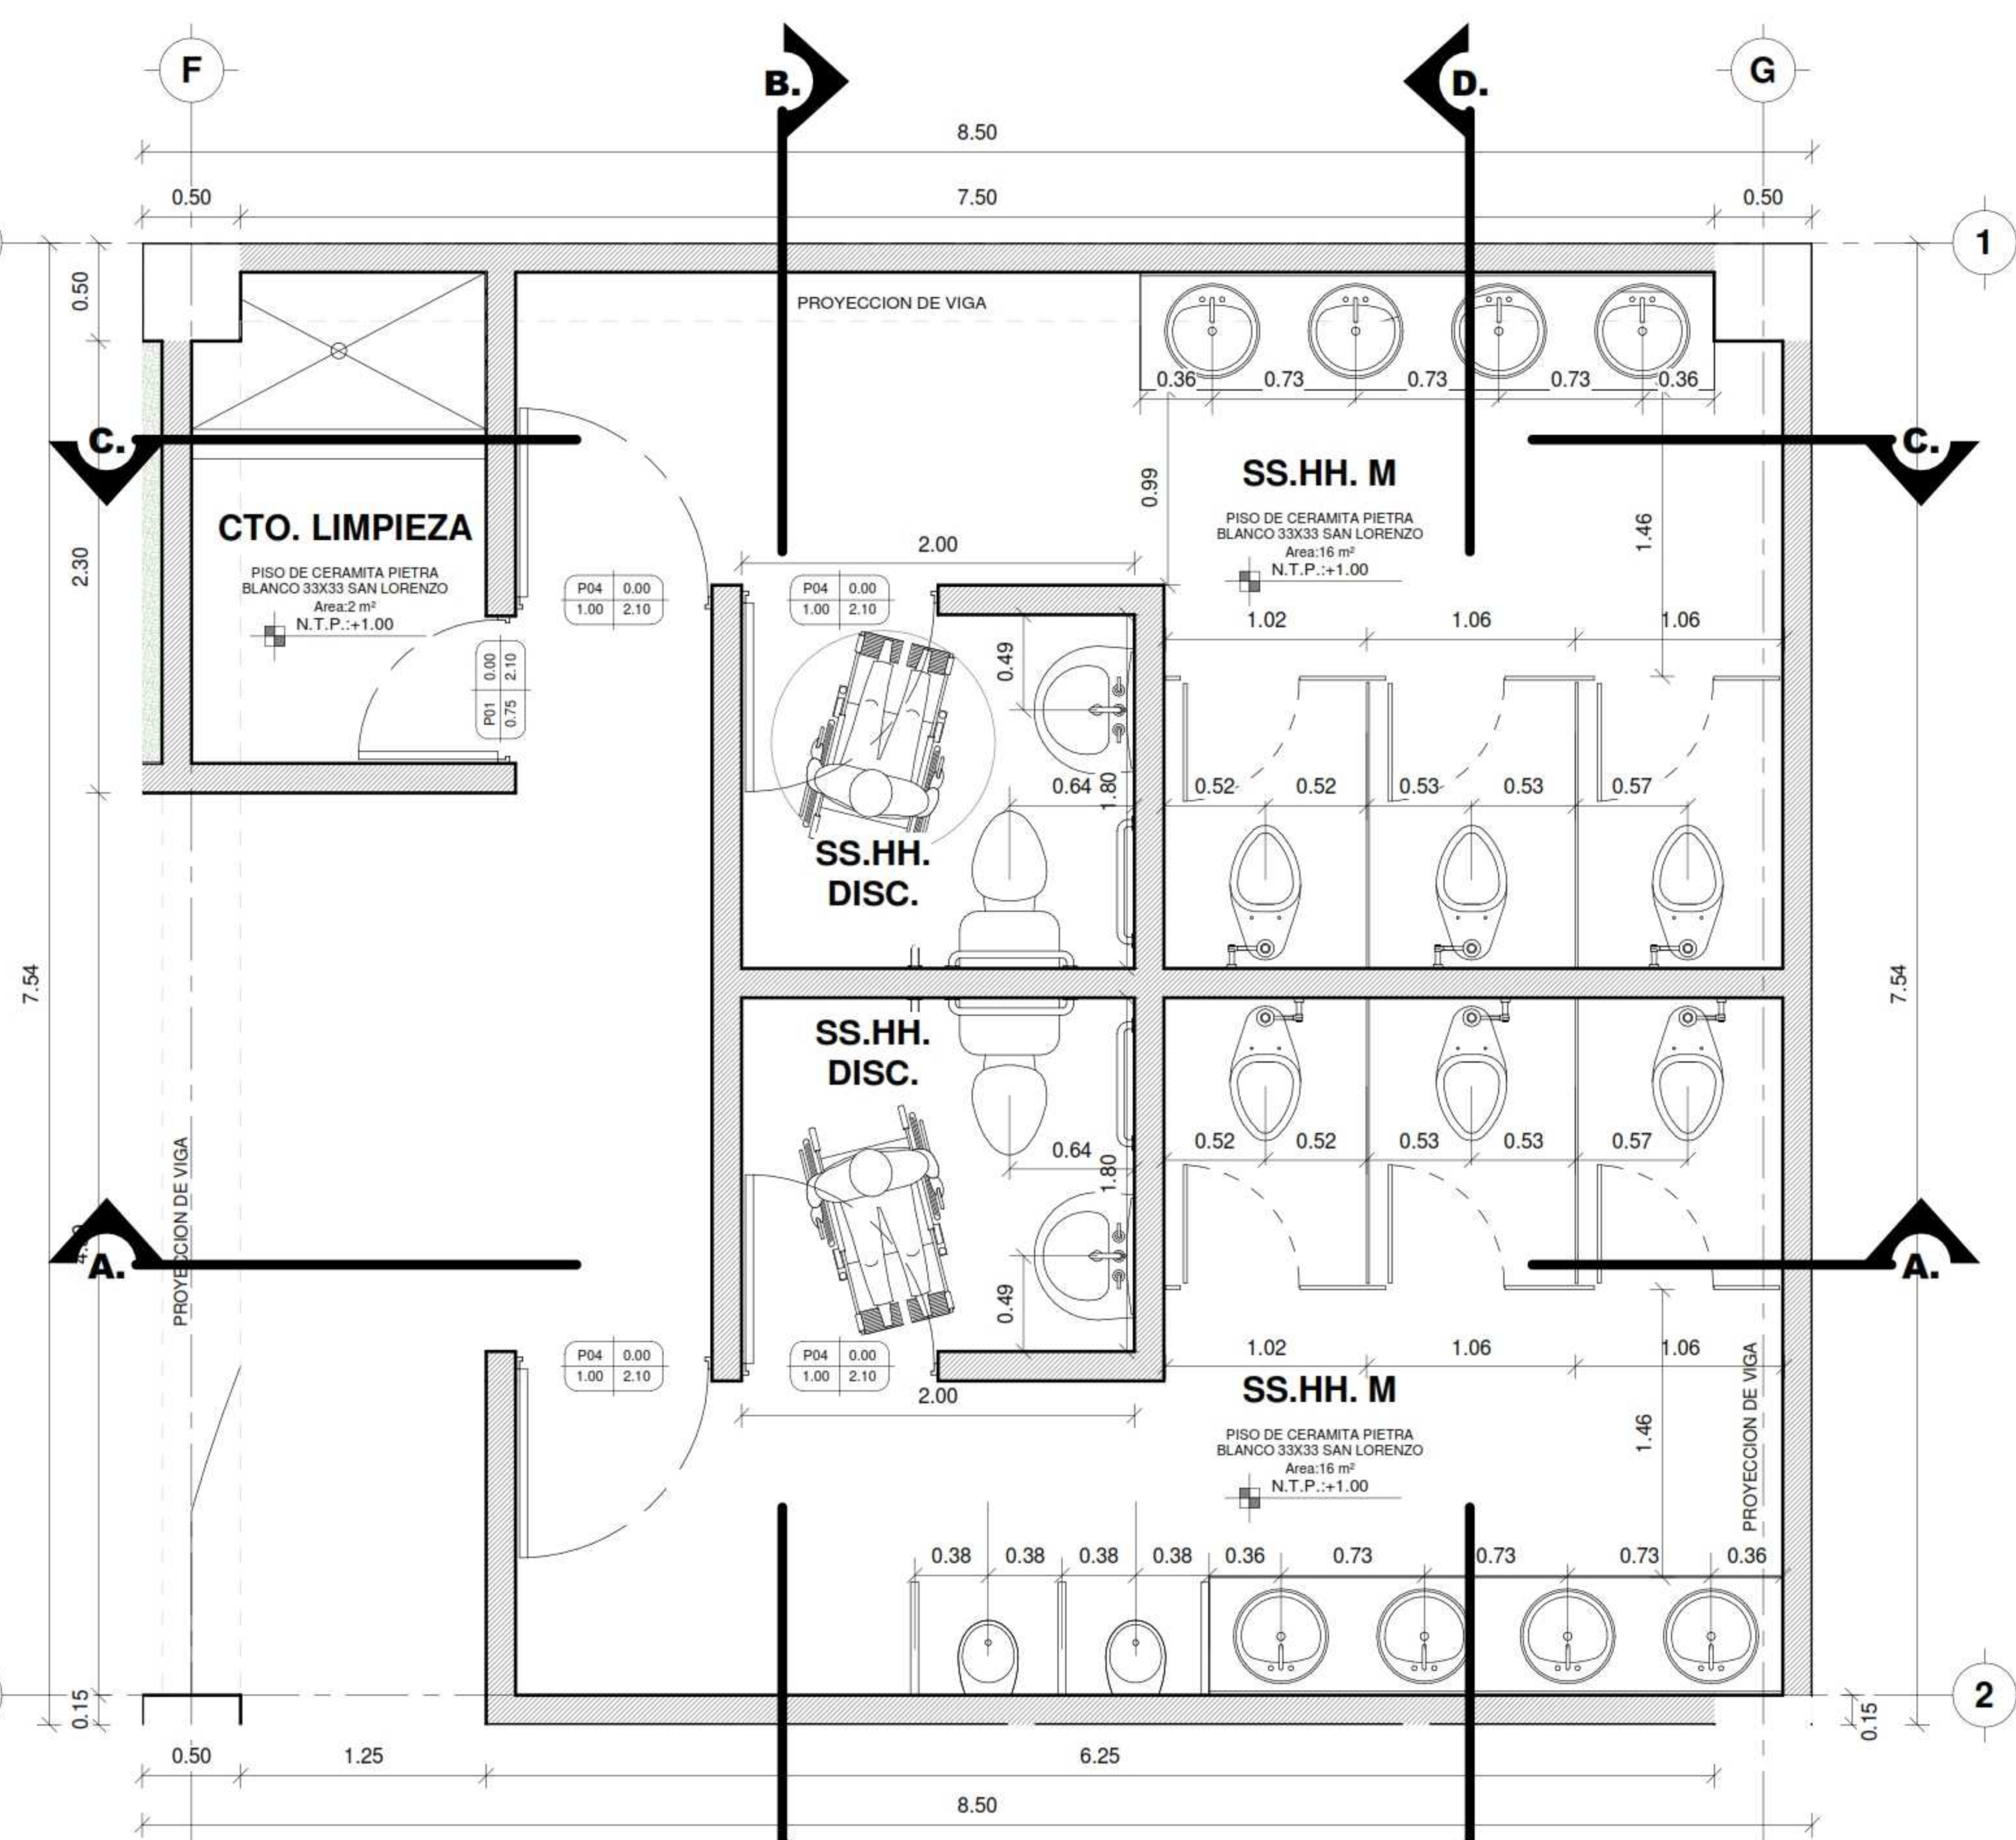 F
B.
D.
G
8.50
0.50
7.50
0.50
1
0.50
PROYECCION DE VIGA
0.36
0.73
0.73
0.73
0.36
C.
C.
SS.HH. M
0.99
PISO DE CERAMITA PIETRA
BLANCO 33X33 SAN LORENZO
Area:16 m²
N.T.P.:+1.00
1.46
CTO. LIMPIEZA
PISO DE CERAMITA PIETRA
BLANCO 33X33 SAN LORENZO
Area:2 m²
N.T.P.:+1.00
2.30
2.00
P04 0.00
1.00 2.10
P04 0.00
1.00 2.10
P01 0.00
0.75 2.10
1.02
1.06
1.06
0.49
0.64
1.80
0.52
0.52
0.53
0.53
0.57
SS.HH.
DISC.
7.54
7.54
SS.HH.
DISC.
0.64
1.80
0.52
0.52
0.53
0.53
0.57
PROYECCION DE VIGA
A.
A.
0.49
P04 0.00
1.00 2.10
P04 0.00
1.00 2.10
2.00
1.02
1.06
1.06
SS.HH. M
PISO DE CERAMITA PIETRA
BLANCO 33X33 SAN LORENZO
Area:16 m²
N.T.P.:+1.00
1.46
PROYECCION DE VIGA
0.38
0.38
0.38
0.38
0.36
0.73
0.73
0.73
0.36
0.15
2
0.15
0.50
1.25
6.25
8.50